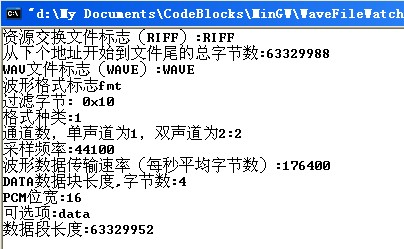 "d:\My Documents\CodeBlocks\MinGW\WaveFileWatch
资源交换文件标志（RIFF）:RIFF
从下个地址开始到文件尾的总字节数:63329988
WAV文件标志（WAVE）:WAVE
波形格式标志fmt
过滤字节: 0x10
格式种类:1
通道数，单声道为1，双声道为2:2
采样频率:44100
波形数据传输速率（每秒平均字节数）:176400
DATA数据块长度,字节数:4
PCM位宽:16
可选项:data
数据段长度:63329952